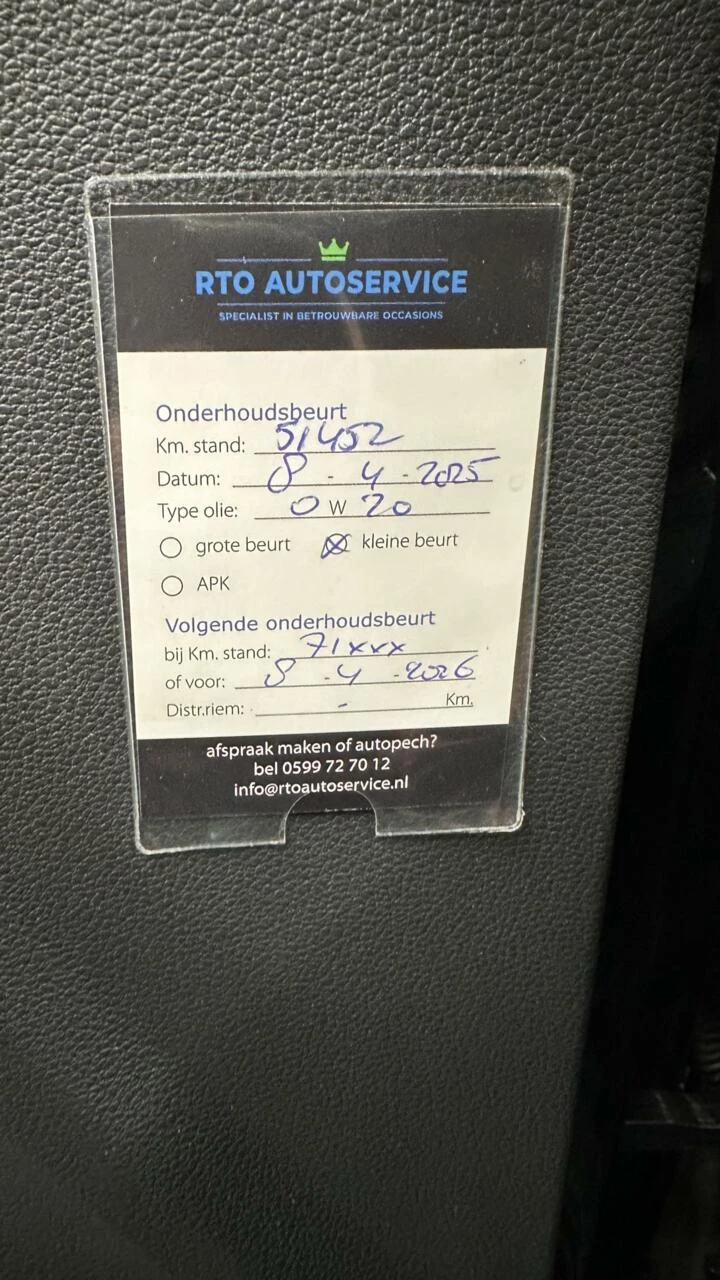 RTO AUTOSERVICE
SPECIALIST IN BETROUWBARE OCCASIONS
Onderhoudsbeurt
Km. stand: 51452
Datum: 8 - 4 - 2025
Type olie: 0 W 20
grote beurt kleine beurt
APK
Volgende onderhoudsbeurt
bij Km. stand: 71xxx
of voor: 8 - 4 - 2026
Distr.riem: - Km.
afspraak maken of autopech?
bel 0599 72 70 12
info@rtoautoservice.nl